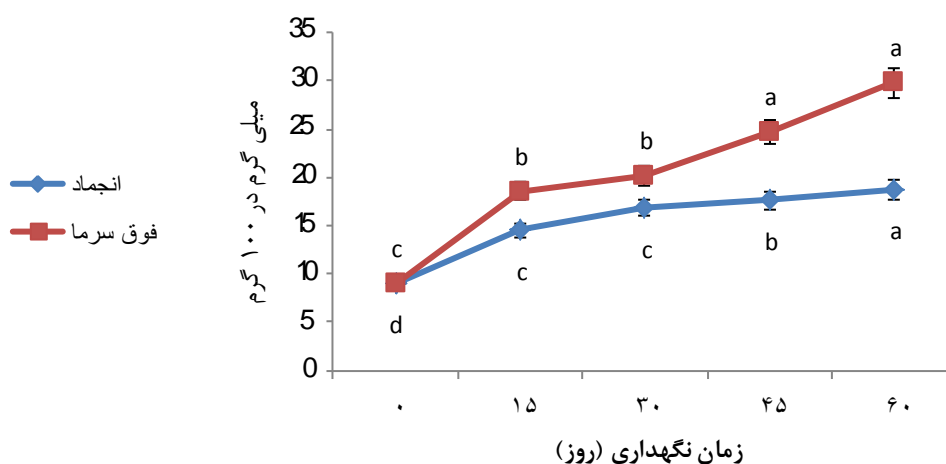 35
30
25
20
15
10
5
0
میلی گرم در ۱۰۰ گرم
انجماد
فوق سرما
c
b
b
a
a
d
c
c
b
a
۰
۱۵
۳۰
۴۵
۶۰
زمان نگهداری (روز)